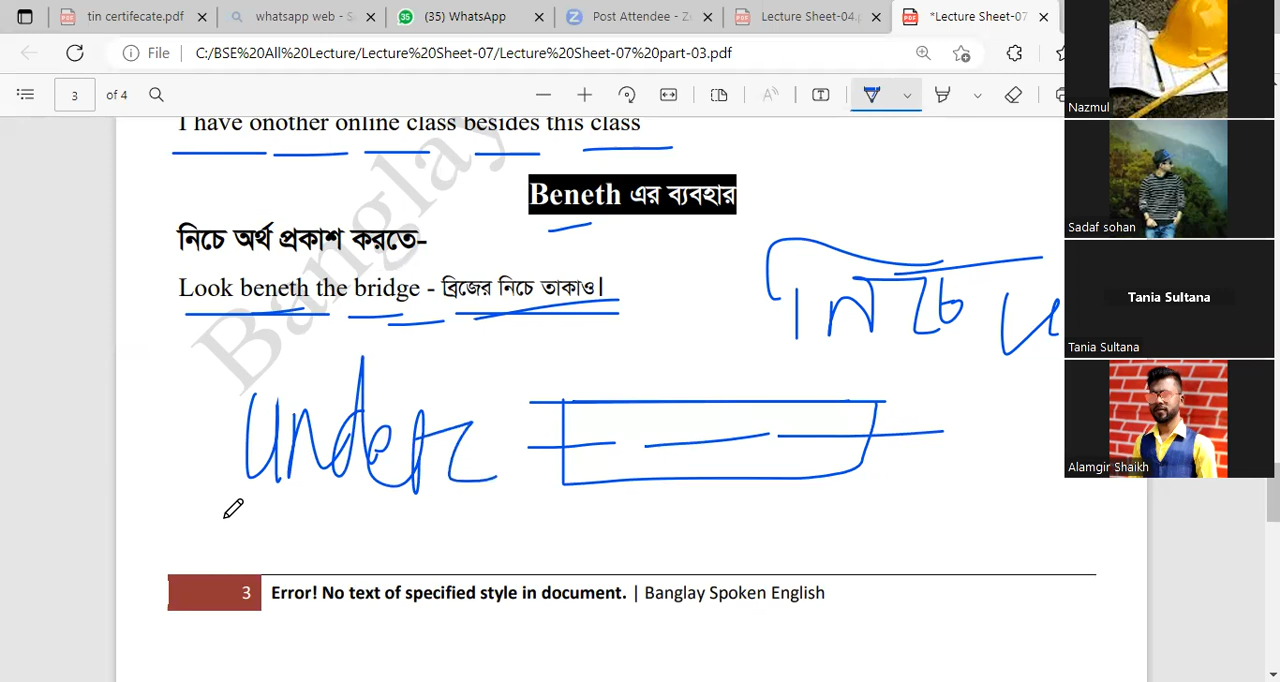 tin certifecate.pdf
whatsapp web - S
(35) WhatsApp
Post Attendee - Z
Lecture Sheet-04.
*Lecture Sheet-07
File C:/BSE%20All%20Lecture/Lecture%20Sheet-07/Lecture%20Sheet-07%20part-03.pdf
3 of 4
I have onother online class besides this class
Beneth এর ব্যবহার
নিচে অর্থ প্রকাশ করতে-
Look beneth the bridge - ব্রিজের নিচে তাকাও।
নিচে
under
Banglay
3 Error! No text of specified style in document. | Banglay Spoken English
Nazmul
Sadaf sohan
Tania Sultana
Tania Sultana
Alamgir Shaikh